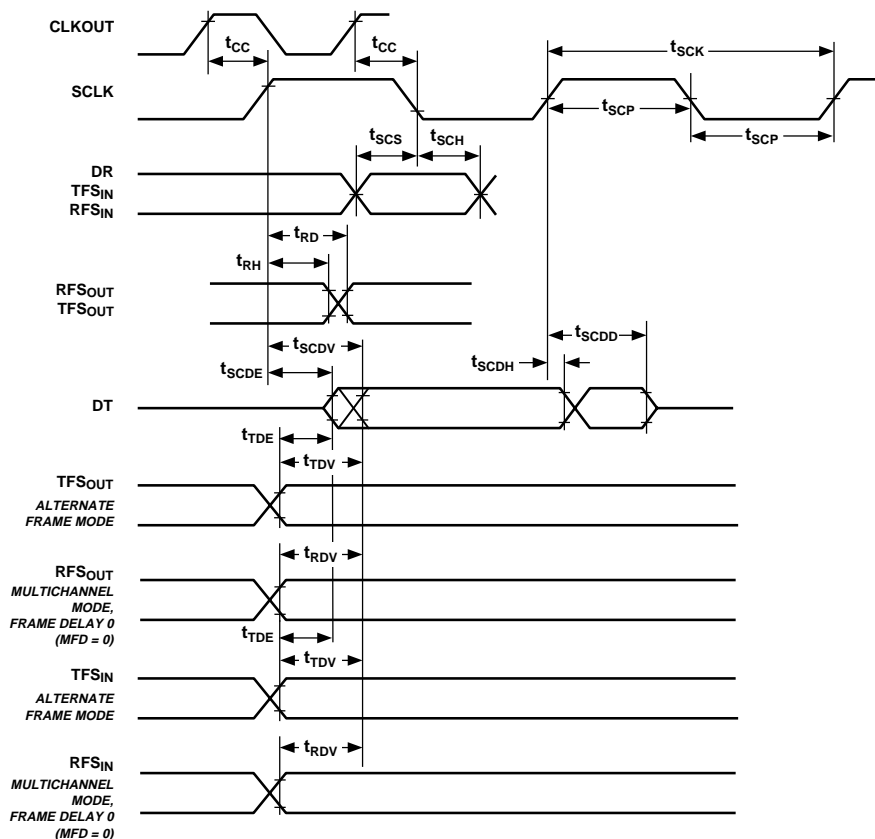 CLKOUT
tCC
tCC
tSCK
SCLK
tSCP
tSCP
tSCS
tSCH
DR
TFSIN
RFSIN
tRD
tRH
RFSOUT
TFSOUT
tSCDV
tSCDD
tSCDE
tSCDH
DT
tTDE
tTDV
TFSOUT
ALTERNATE
FRAME MODE
tRDV
RFSOUT
MULTICHANNEL
MODE,
FRAME DELAY 0
(MFD = 0)
tTDE
tTDV
TFSIN
ALTERNATE
FRAME MODE
tRDV
RFSIN
MULTICHANNEL
MODE,
FRAME DELAY 0
(MFD = 0)